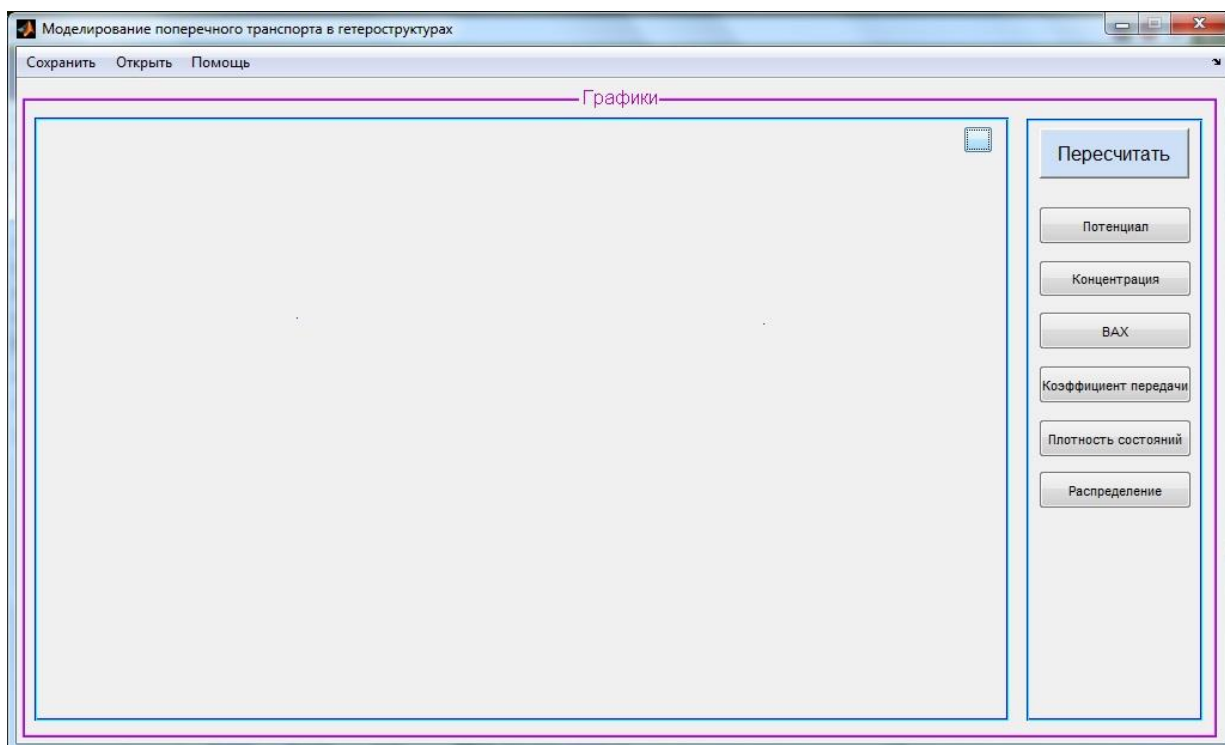 Моделирование поперечного транспорта в гетероструктурах
Сохранить Открыть Помощь
Графики
Пересчитать
Потенциал
Концентрация
ВАХ
Коэффициент передачи
Плотность состояний
Распределение